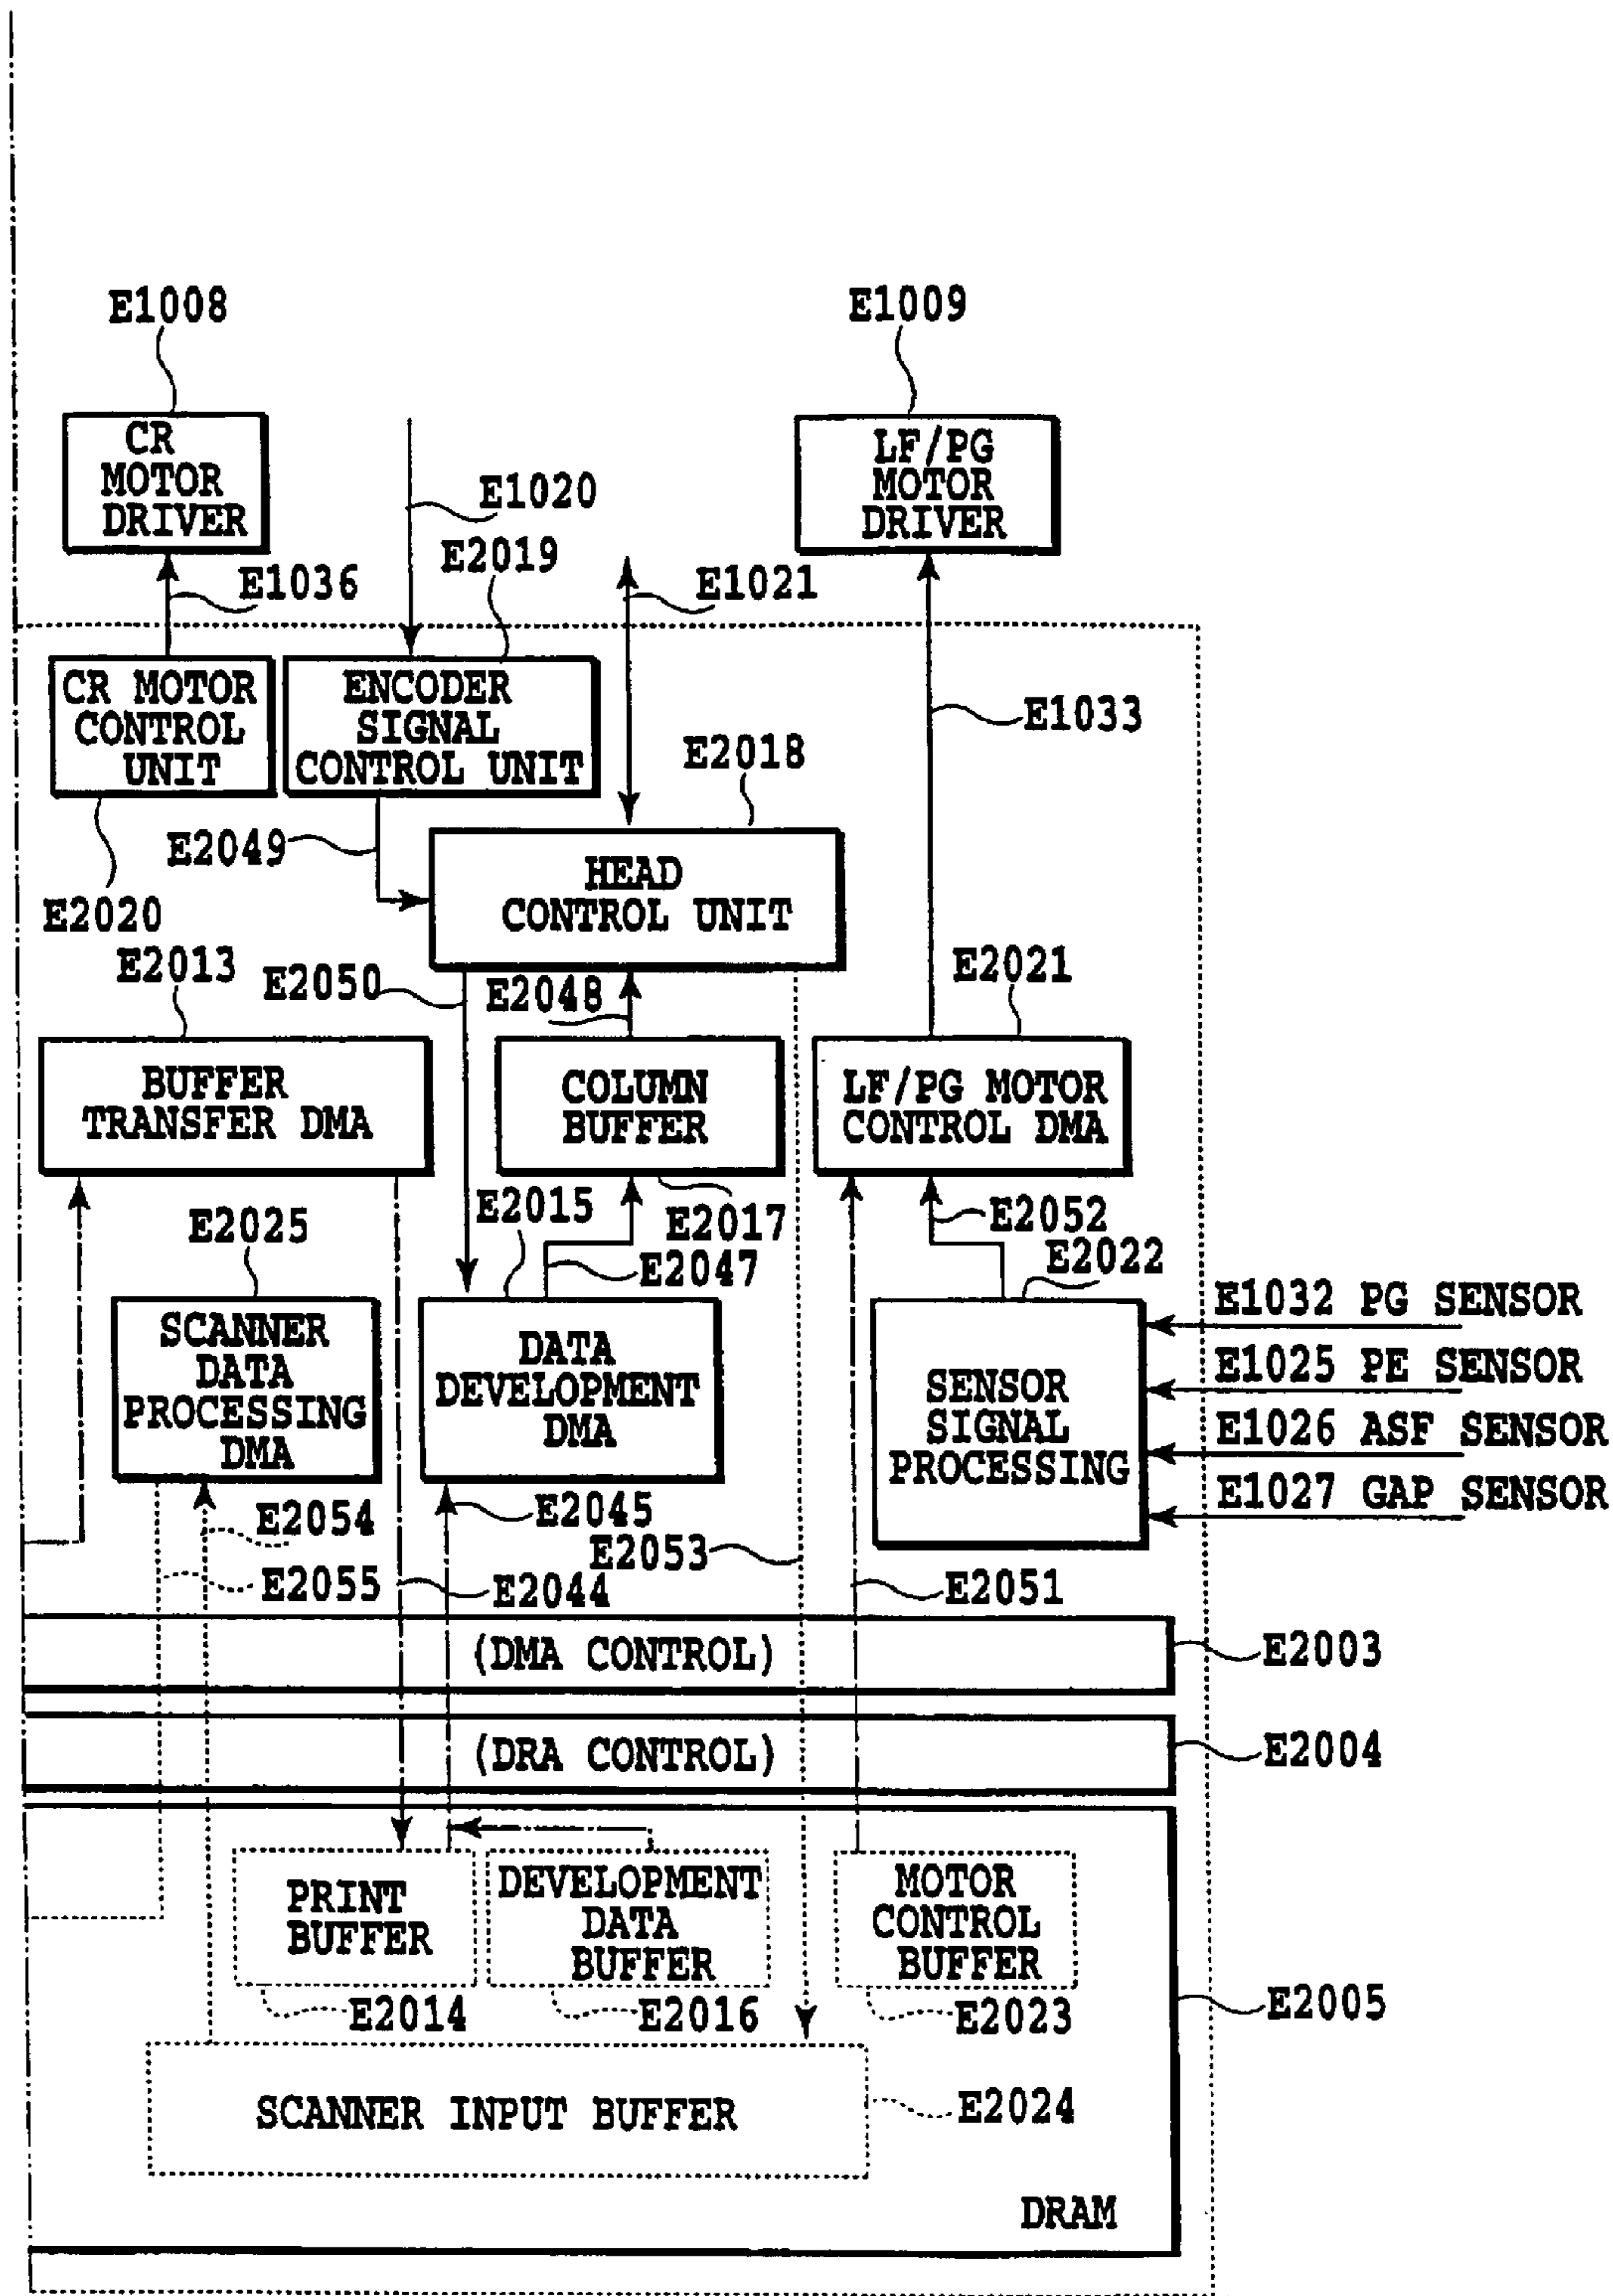 E1008
E1009
CR
MOTOR
DRIVER
LF/PG
MOTOR
DRIVER
E1020
E2019
E1036
E1021
CR MOTOR
CONTROL
UNIT
ENCODER
SIGNAL
CONTROL UNIT
E1033
E2018
E2049
HEAD
CONTROL UNIT
E2020
E2013
E2050
E2048
E2021
BUFFER
TRANSFER DMA
COLUMN
BUFFER
LF/PG MOTOR
CONTROL DMA
E2025
E2015
E2017
E2047
E2052
E2022
SCANNER
DATA
PROCESSING
DMA
DATA
DEVELOPMENT
DMA
SENSOR
SIGNAL
PROCESSING
E1032 PG SENSOR
E1025 PE SENSOR
E1026 ASF SENSOR
E1027 GAP SENSOR
E2054
E2045
E2053
E2055
E2044
E2051
(DMA CONTROL)
E2003
(DRA CONTROL)
E2004
PRINT
BUFFER
DEVELOPMENT
DATA
BUFFER
MOTOR
CONTROL
BUFFER
E2014
E2016
E2023
E2005
SCANNER INPUT BUFFER
E2024
DRAM